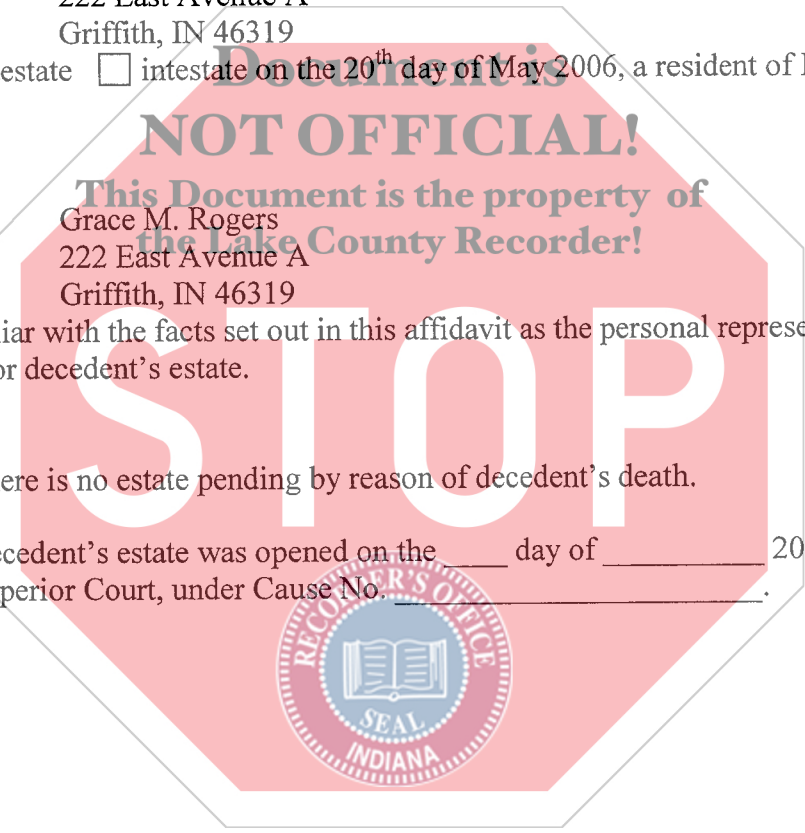 222 East Avenue A
Griffith, IN 46319
estate ☐ intestate on the 20th day of May 2006, a resident of
Document is
NOT OFFICIAL!
This Document is the property of
the Lake County Recorder!
Grace M. Rogers
222 East Avenue A
Griffith, IN 46319
iar with the facts set out in this affidavit as the personal represe
or decedent's estate.
STOP
ere is no estate pending by reason of decedent's death.
ecedent's estate was opened on the ____ day of __________ 20
perior Court, under Cause No. ______________________.
RECORDER'S OFFICE
SEAL
INDIANA